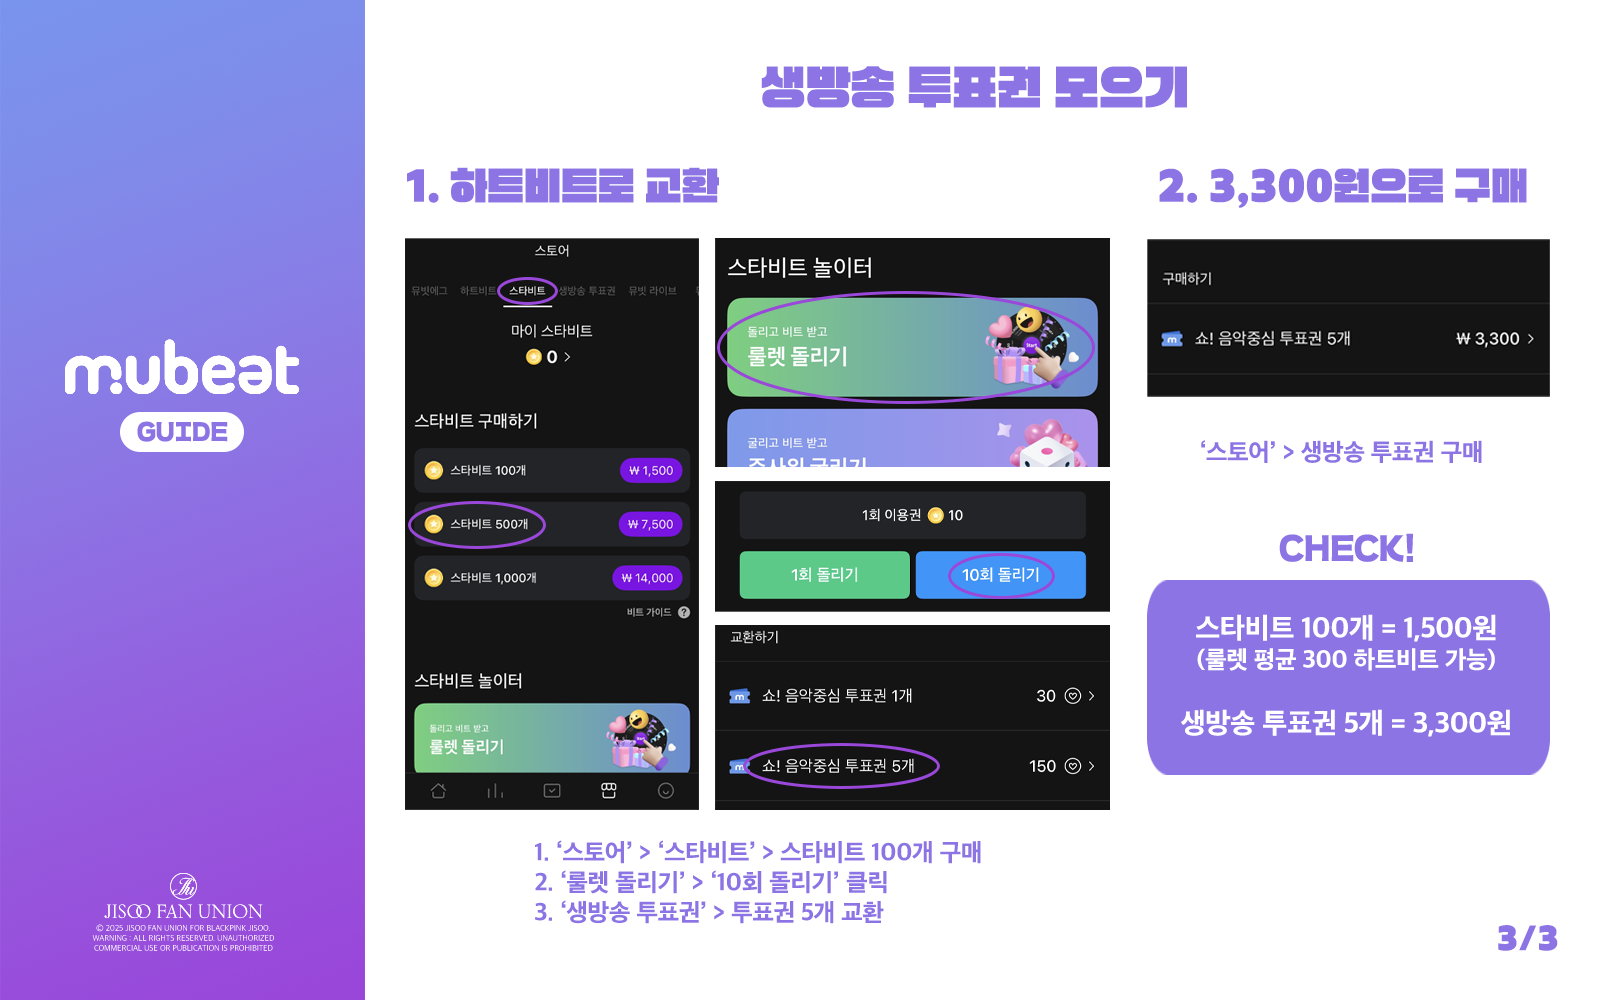 mubeat
GUIDE
JISOO FAN UNION
© 2025 JISOO FAN UNION FOR BLACKPINK JISOO.
WARNING : ALL RIGHTS RESERVED. UNAUTHORIZED
COMMERCIAL USE OR PUBLICATION IS PROHIBITED
생방송 투표권 모으기
1. 하트비트로 교환
스토어
뮤빗에그 하트비트 스타비트 생방송 투표권 뮤빗 라이브
마이 스타비트
0 >
스타비트 구매하기
스타비트 100개 ₩ 1,500
스타비트 500개 ₩ 7,500
스타비트 1,000개 ₩ 14,000
비트 가이드 ?
스타비트 놀이터
돌리고 비트 받고
룰렛 돌리기
Start
스타비트 놀이터
돌리고 비트 받고
룰렛 돌리기
Start
굴리고 비트 받고
주사위 굴리기
1회 이용권 10
1회 돌리기 10회 돌리기
교환하기
m 쇼! 음악중심 투표권 1개 30 >
m 쇼! 음악중심 투표권 5개 150 >
1. ‘스토어’ > ‘스타비트’ > 스타비트 100개 구매
2. ‘룰렛 돌리기’ > ‘10회 돌리기’ 클릭
3. ‘생방송 투표권’ > 투표권 5개 교환
2. 3,300원으로 구매
구매하기
m 쇼! 음악중심 투표권 5개 ₩ 3,300 >
‘스토어’ > 생방송 투표권 구매
CHECK!
스타비트 100개 = 1,500원
(룰렛 평균 300 하트비트 가능)
생방송 투표권 5개 = 3,300원
3/3